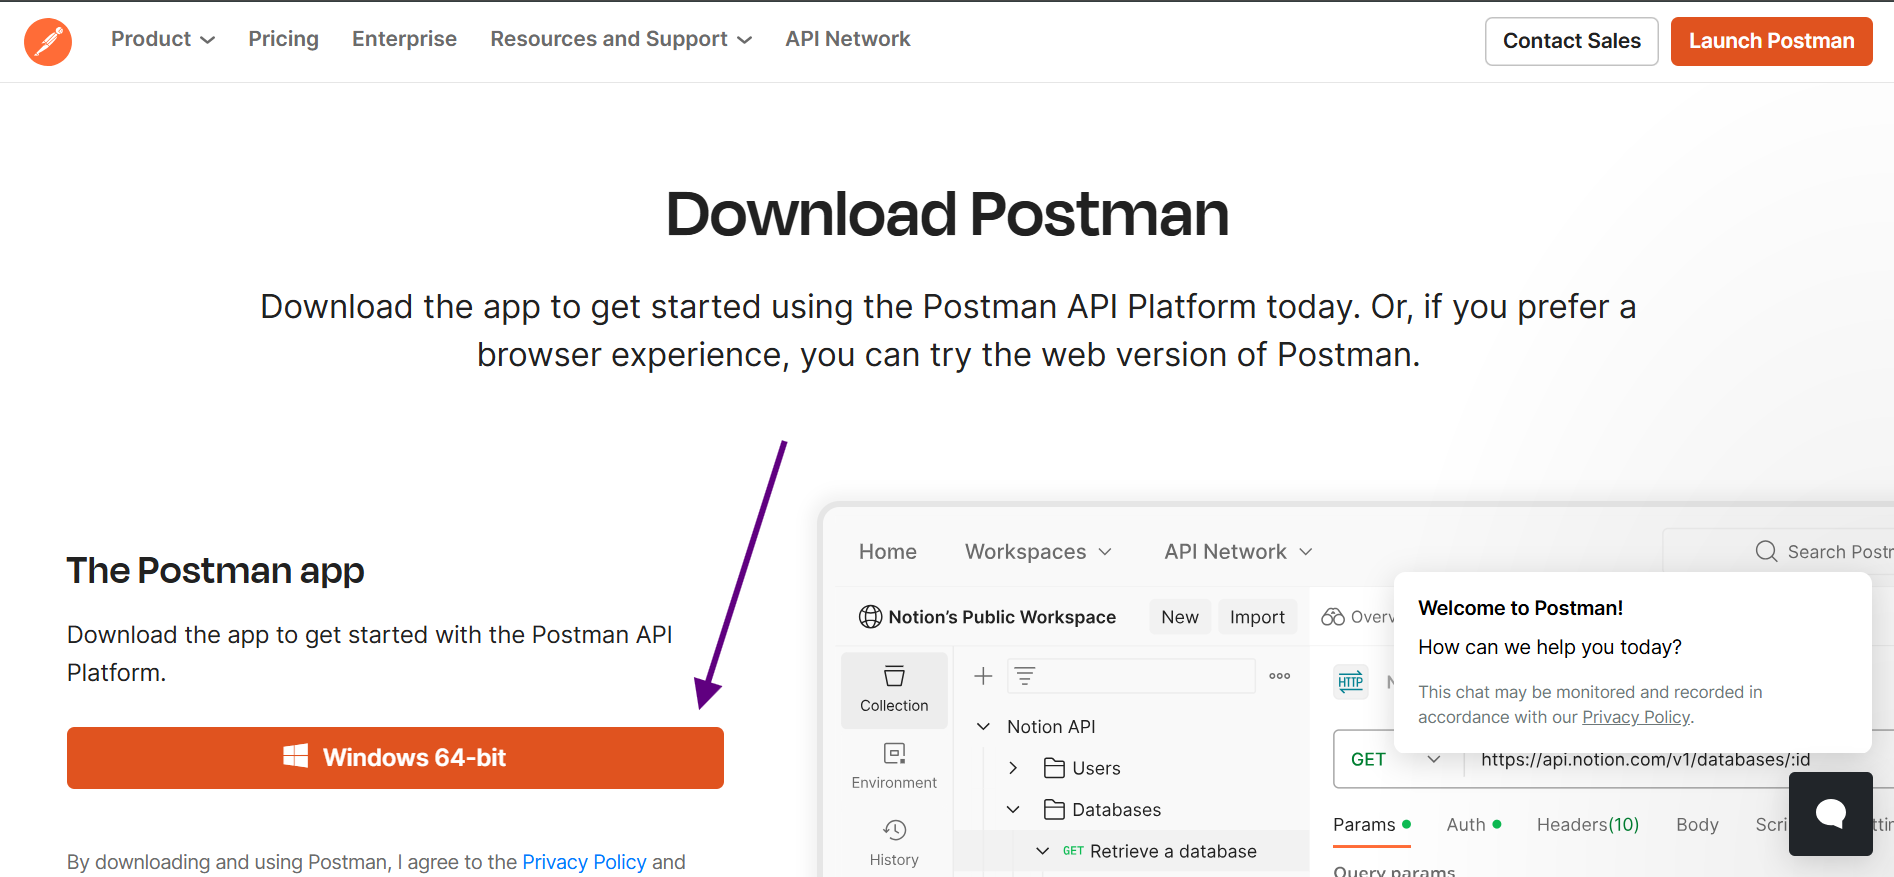 Product
Pricing
Enterprise
Resources and Support
API Network
Contact Sales
Launch Postman
Download Postman
Download the app to get started using the Postman API Platform today. Or, if you prefer a
browser experience, you can try the web version of Postman.
The Postman app
Download the app to get started with the Postman API
Platform.
Windows 64-bit
By downloading and using Postman, I agree to the Privacy Policy and
Home
Workspaces
API Network
Search Postm
Notion's Public Workspace
New
Import
Overv
Collection
Environment
History
Notion API
Users
Databases
GET Retrieve a database
HTTP
N
GET
https://api.notion.com/v1/databases/:id
Params
Auth
Headers(10)
Body
Scri
ttin
Query params
Welcome to Postman!
How can we help you today?
This chat may be monitored and recorded in
accordance with our Privacy Policy.